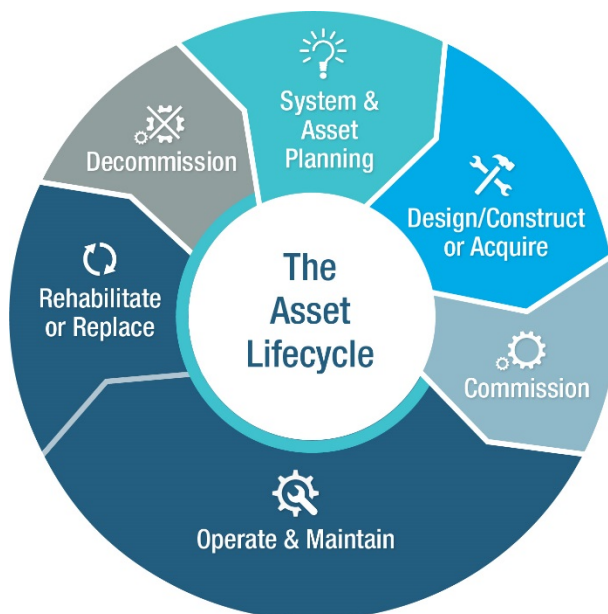 System &
Asset
Planning
Design/Construct
or Acquire
Commission
Operate & Maintain
Rehabilitate
or Replace
Decommission
The
Asset
Lifecycle